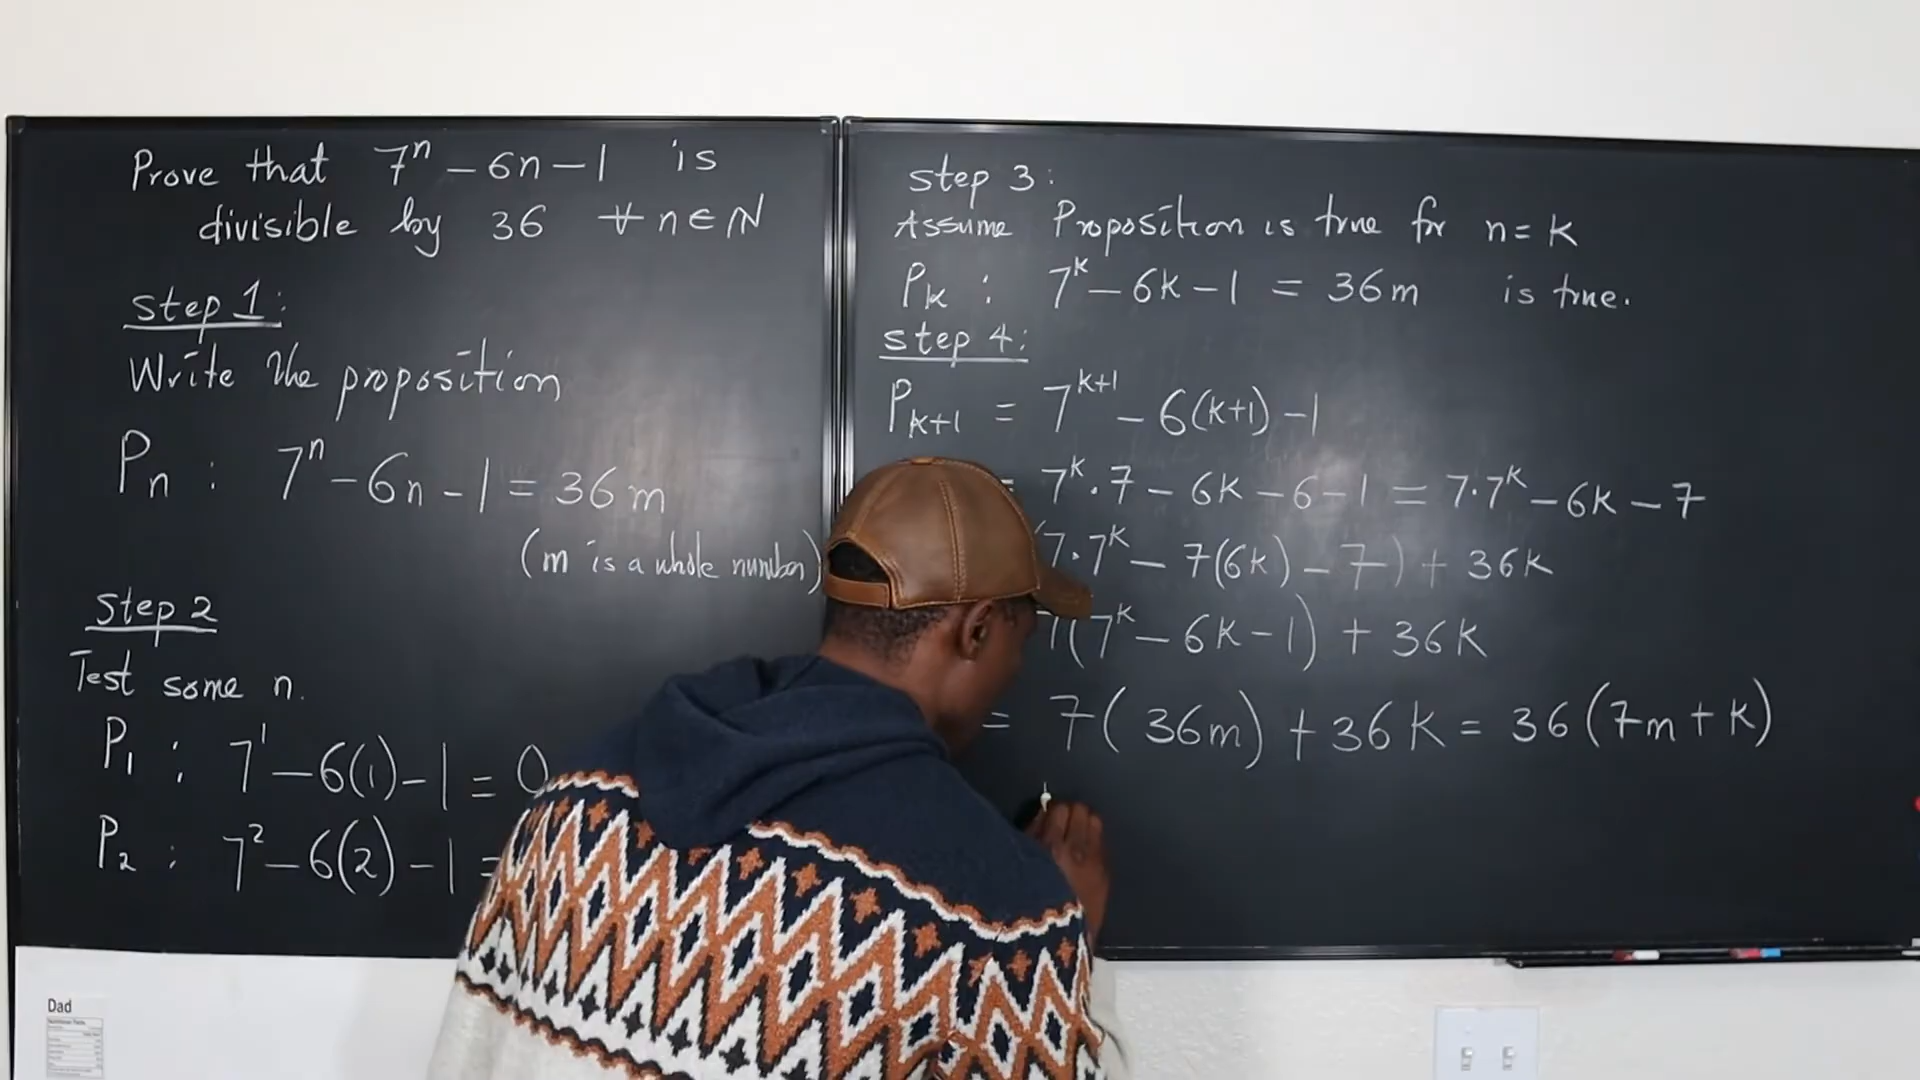 Prove that 7ⁿ – 6n – 1 is
divisible by 36 ∀ n ∈ ℕ
Step 1:
Write the proposition
Pₙ : 7ⁿ – 6n – 1 = 36m
(m is a whole number)
Step 2
Test some n.
P₁ : 7¹ – 6(1) – 1 = 0
P₂ : 7² – 6(2) – 1 =
Step 3:
Assume Proposition is true for n = k
Pₖ : 7ᵏ – 6k – 1 = 36m is true.
Step 4:
Pₖ₊₁ = 7ᵏ⁺¹ – 6(k+1) – 1
= 7ᵏ · 7 – 6k – 6 – 1 = 7·7ᵏ – 6k – 7
(7·7ᵏ – 7(6k) – 7) + 36k
7(7ᵏ – 6k – 1) + 36k
= 7(36m) + 36k = 36(7m + k)
Dad